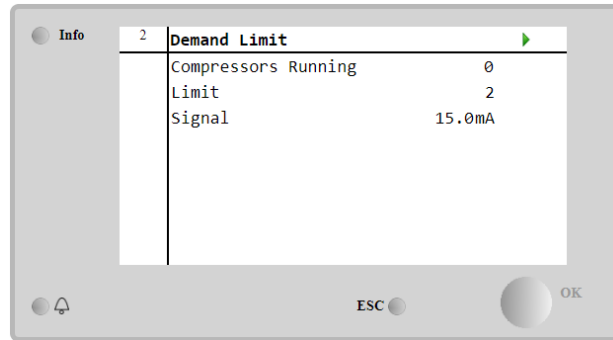 Info
2 Demand Limit
Compressors Running 0
Limit 2
Signal 15.0mA
ESC OK